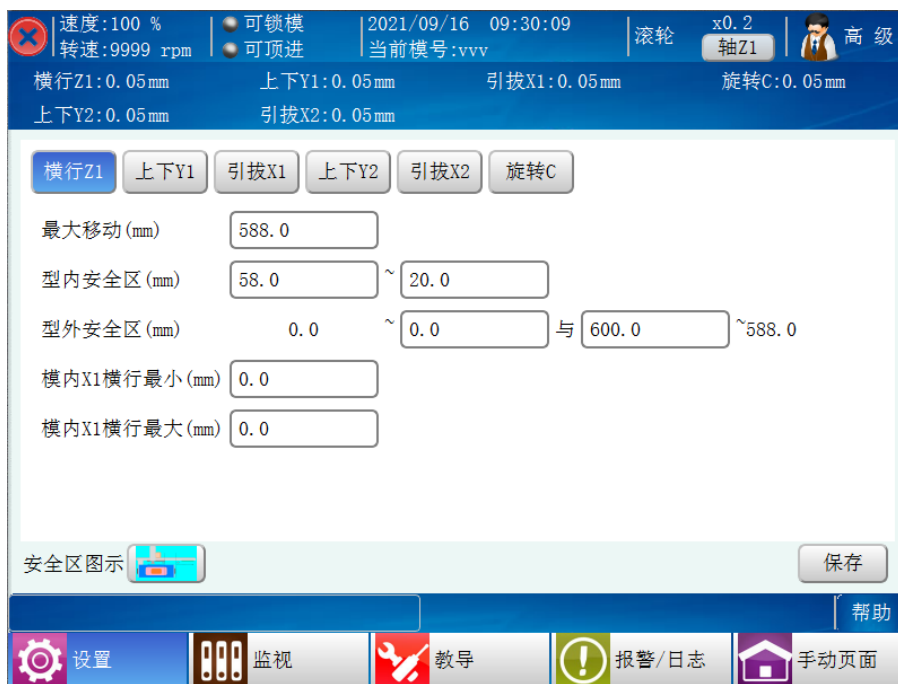 速度:100 % 可锁模 2021/09/16 09:30:09 滚轮 x0.2 高 级
转速:9999 rpm 可顶进 当前模号:vvv 轴Z1
横行Z1:0.05mm 上下Y1:0.05mm 引拔X1:0.05mm 旋转C:0.05mm
上下Y2:0.05mm 引拔X2:0.05mm
横行Z1 上下Y1 引拔X1 上下Y2 引拔X2 旋转C
最大移动(mm) 588.0
型内安全区(mm) 58.0 ~ 20.0
型外安全区(mm) 0.0 ~ 0.0 与 600.0 ~588.0
模内X1横行最小(mm) 0.0
模内X1横行最大(mm) 0.0
安全区图示 保存
帮助
设置 监视 教导 报警/日志 手动页面